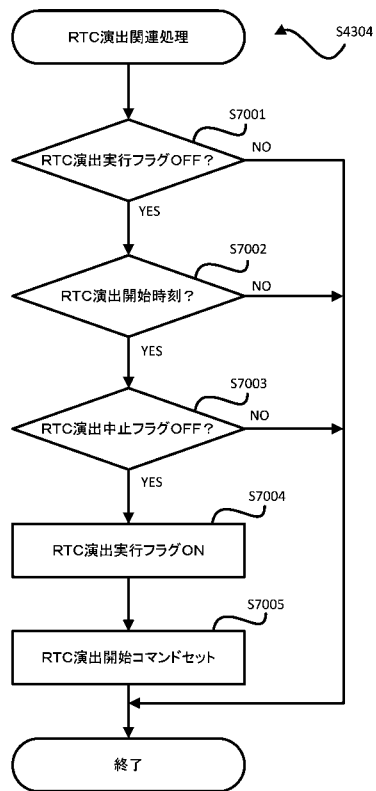 RTC演出関連処理
S4304
S7001
RTC演出実行フラグOFF？
NO
YES
S7002
RTC演出開始時刻？
NO
YES
S7003
RTC演出中止フラグOFF？
NO
YES
S7004
RTC演出実行フラグON
S7005
RTC演出開始コマンドセット
終了